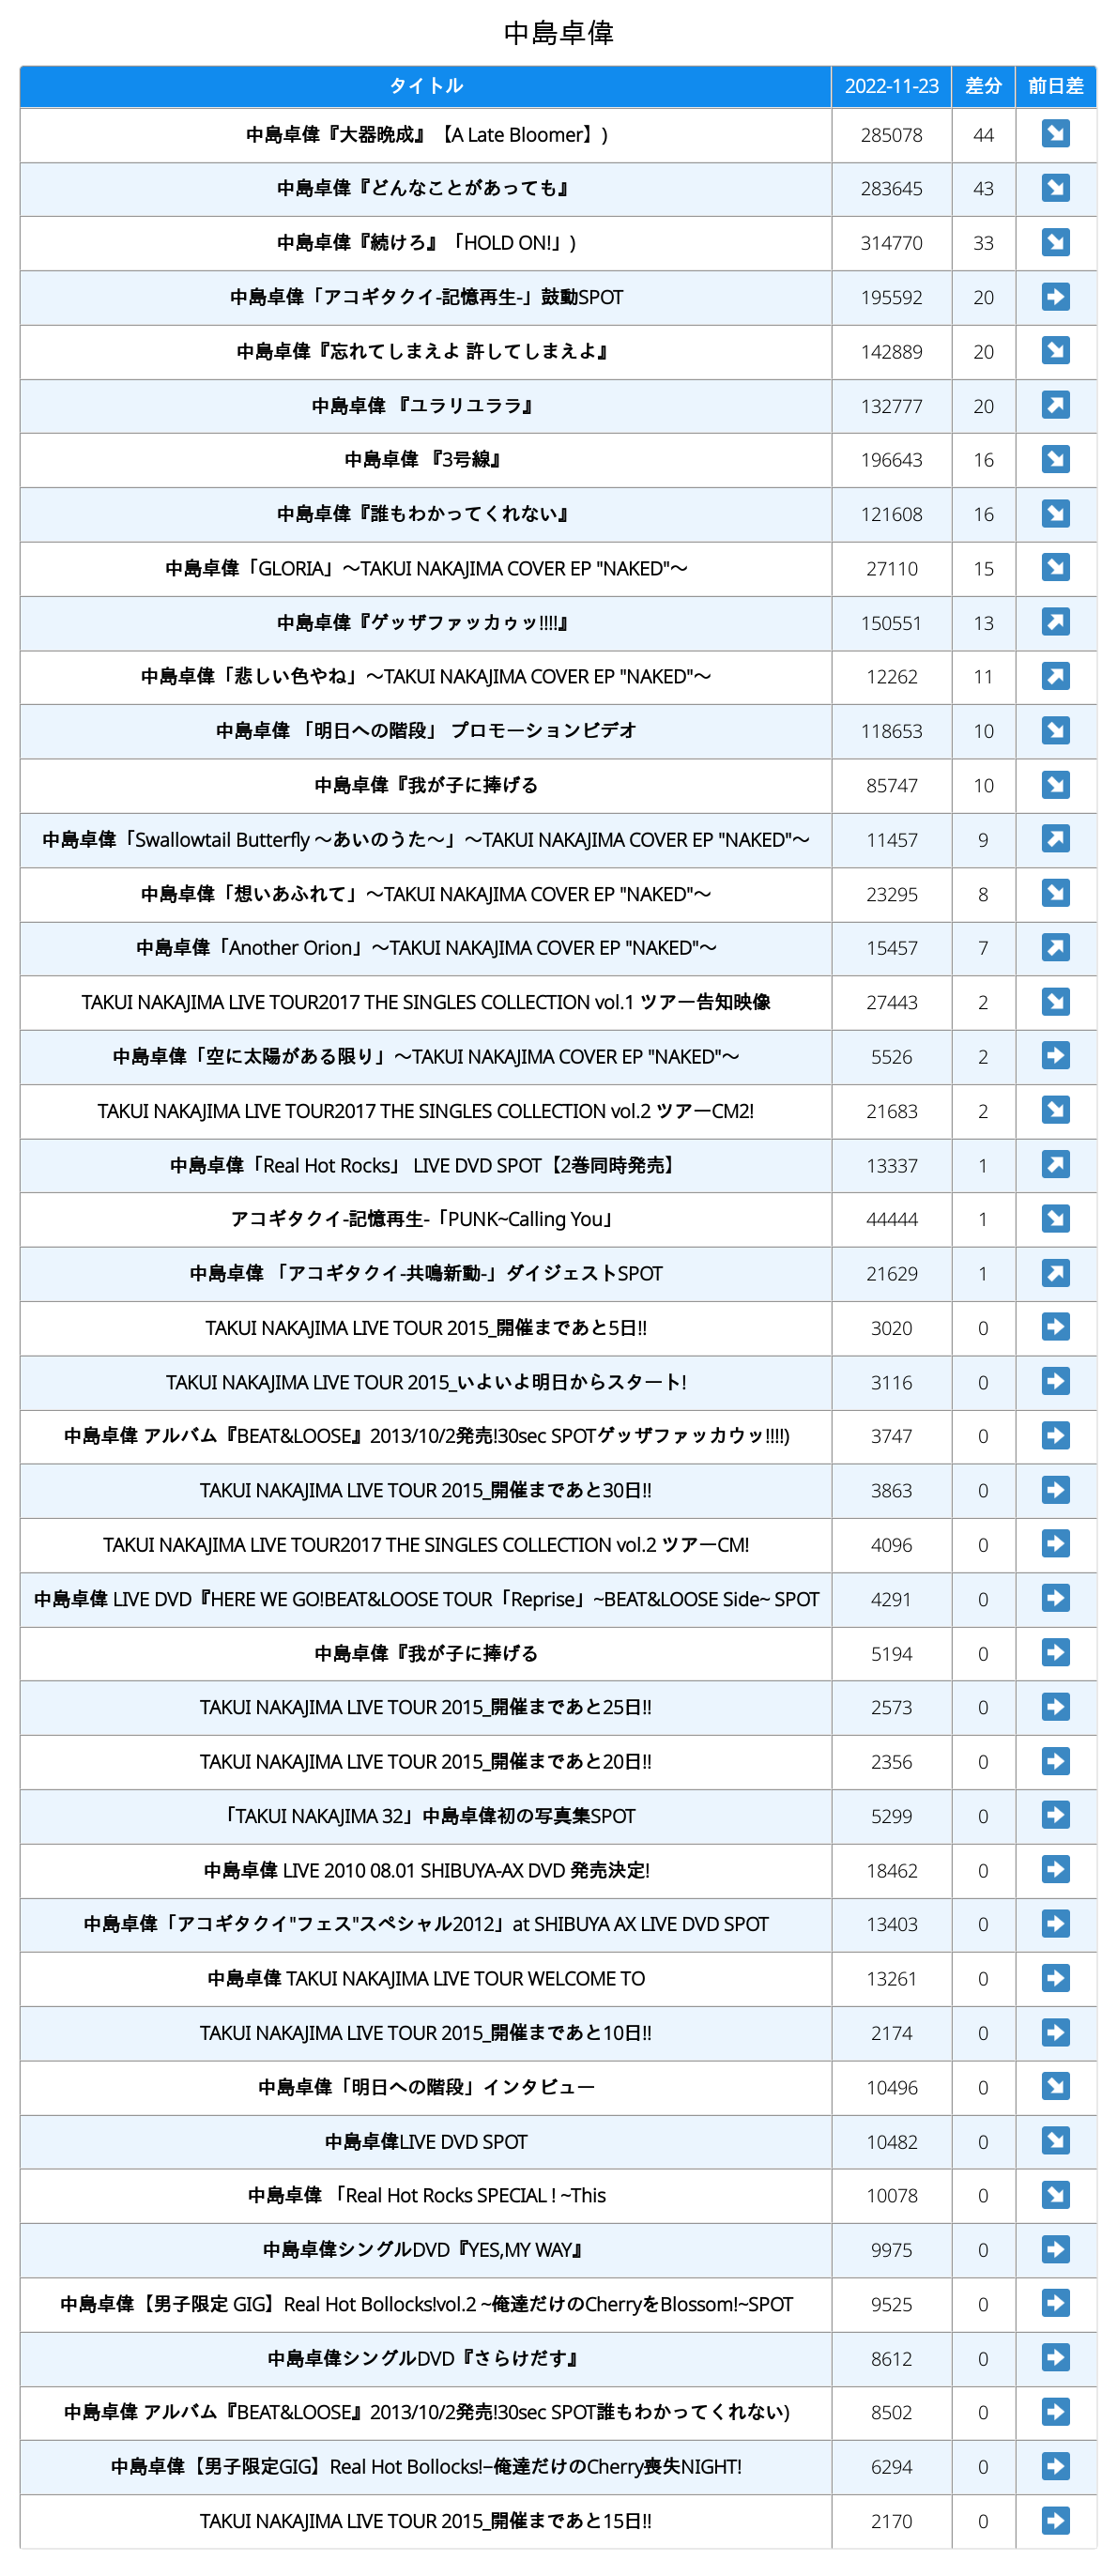 中島卓偉
タイトル 2022-11-23 差分 前日差
中島卓偉『大器晩成』【A Late Bloomer】) 285078 44 ↘
中島卓偉『どんなことがあっても』 283645 43 ↘
中島卓偉『続けろ』「HOLD ON!」) 314770 33 ↘
中島卓偉「アコギタクイ-記憶再生-」鼓動SPOT 195592 20 ➡
中島卓偉『忘れてしまえよ 許してしまえよ』 142889 20 ↘
中島卓偉 『ユラリユララ』 132777 20 ↗
中島卓偉 『3号線』 196643 16 ↘
中島卓偉『誰もわかってくれない』 121608 16 ↘
中島卓偉「GLORIA」〜TAKUI NAKAJIMA COVER EP "NAKED"〜 27110 15 ↘
中島卓偉『ゲッザファッカゥッ!!!!』 150551 13 ↗
中島卓偉「悲しい色やね」〜TAKUI NAKAJIMA COVER EP "NAKED"〜 12262 11 ↗
中島卓偉 「明日への階段」 プロモーションビデオ 118653 10 ↘
中島卓偉『我が子に捧げる 85747 10 ↘
中島卓偉「Swallowtail Butterfly 〜あいのうた〜」〜TAKUI NAKAJIMA COVER EP "NAKED"〜 11457 9 ↗
中島卓偉「想いあふれて」〜TAKUI NAKAJIMA COVER EP "NAKED"〜 23295 8 ↘
中島卓偉「Another Orion」〜TAKUI NAKAJIMA COVER EP "NAKED"〜 15457 7 ↗
TAKUI NAKAJIMA LIVE TOUR2017 THE SINGLES COLLECTION vol.1 ツアー告知映像 27443 2 ↘
中島卓偉「空に太陽がある限り」〜TAKUI NAKAJIMA COVER EP "NAKED"〜 5526 2 ➡
TAKUI NAKAJIMA LIVE TOUR2017 THE SINGLES COLLECTION vol.2 ツアーCM2! 21683 2 ↘
中島卓偉「Real Hot Rocks」 LIVE DVD SPOT【2巻同時発売】 13337 1 ↗
アコギタクイ-記憶再生-「PUNK~Calling You」 44444 1 ↘
中島卓偉 「アコギタクイ-共鳴新動-」ダイジェストSPOT 21629 1 ↗
TAKUI NAKAJIMA LIVE TOUR 2015_開催まであと5日!! 3020 0 ➡
TAKUI NAKAJIMA LIVE TOUR 2015_いよいよ明日からスタート! 3116 0 ➡
中島卓偉 アルバム『BEAT&LOOSE』2013/10/2発売!30sec SPOTゲッザファッカウッ!!!!) 3747 0 ➡
TAKUI NAKAJIMA LIVE TOUR 2015_開催まであと30日!! 3863 0 ➡
TAKUI NAKAJIMA LIVE TOUR2017 THE SINGLES COLLECTION vol.2 ツアーCM! 4096 0 ➡
中島卓偉 LIVE DVD『HERE WE GO!BEAT&LOOSE TOUR「Reprise」~BEAT&LOOSE Side~ SPOT 4291 0 ➡
中島卓偉『我が子に捧げる 5194 0 ➡
TAKUI NAKAJIMA LIVE TOUR 2015_開催まであと25日!! 2573 0 ➡
TAKUI NAKAJIMA LIVE TOUR 2015_開催まであと20日!! 2356 0 ➡
「TAKUI NAKAJIMA 32」中島卓偉初の写真集SPOT 5299 0 ➡
中島卓偉 LIVE 2010 08.01 SHIBUYA-AX DVD 発売決定! 18462 0 ➡
中島卓偉「アコギタクイ"フェス"スペシャル2012」at SHIBUYA AX LIVE DVD SPOT 13403 0 ➡
中島卓偉 TAKUI NAKAJIMA LIVE TOUR WELCOME TO 13261 0 ➡
TAKUI NAKAJIMA LIVE TOUR 2015_開催まであと10日!! 2174 0 ➡
中島卓偉「明日への階段」インタビュー 10496 0 ↘
中島卓偉LIVE DVD SPOT 10482 0 ↘
中島卓偉 「Real Hot Rocks SPECIAL ! ~This 10078 0 ↘
中島卓偉シングルDVD『YES,MY WAY』 9975 0 ➡
中島卓偉【男子限定 GIG】Real Hot Bollocks!vol.2 ~俺達だけのCherryをBlossom!~SPOT 9525 0 ➡
中島卓偉シングルDVD『さらけだす』 8612 0 ➡
中島卓偉 アルバム『BEAT&LOOSE』2013/10/2発売!30sec SPOT誰もわかってくれない) 8502 0 ➡
中島卓偉【男子限定GIG】Real Hot Bollocks!−俺達だけのCherry喪失NIGHT! 6294 0 ➡
TAKUI NAKAJIMA LIVE TOUR 2015_開催まであと15日!! 2170 0 ➡